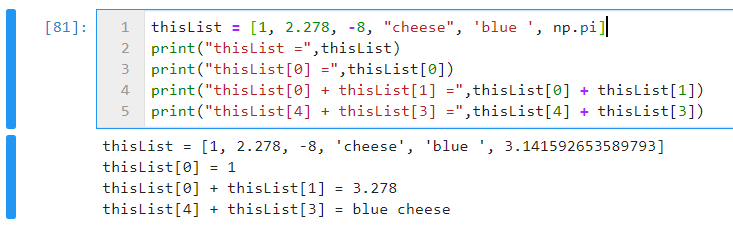 [81]: 1 thisList = [1, 2.278, -8, "cheese", 'blue ', np.pi]
2 print("thisList =",thisList)
3 print("thisList[0] =",thisList[0])
4 print("thisList[0] + thisList[1] =",thisList[0] + thisList[1])
5 print("thisList[4] + thisList[3] =",thisList[4] + thisList[3])
thisList = [1, 2.278, -8, 'cheese', 'blue ', 3.141592653589793]
thisList[0] = 1
thisList[0] + thisList[1] = 3.278
thisList[4] + thisList[3] = blue cheese